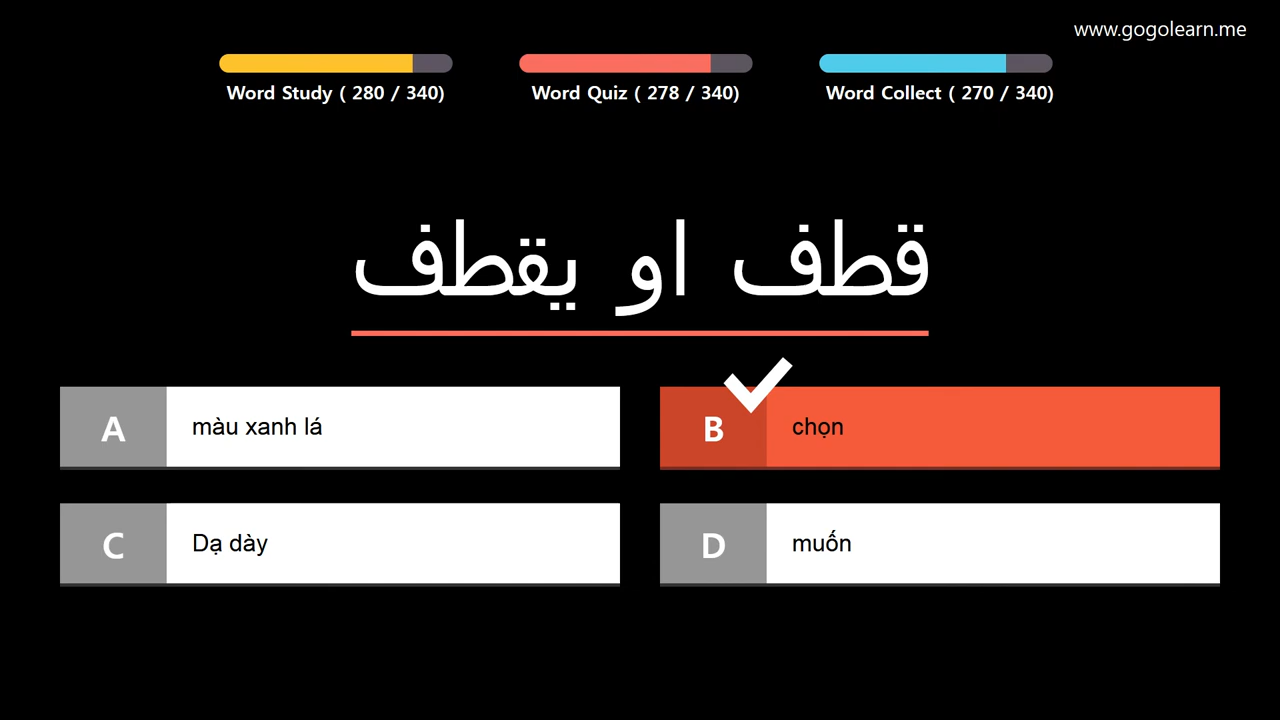 www.gogolearn.me
Word Study ( 280 / 340)
Word Quiz ( 278 / 340)
Word Collect ( 270 / 340)
قطف او يقطف
A màu xanh lá
B chọn
C Dạ dày
D muốn